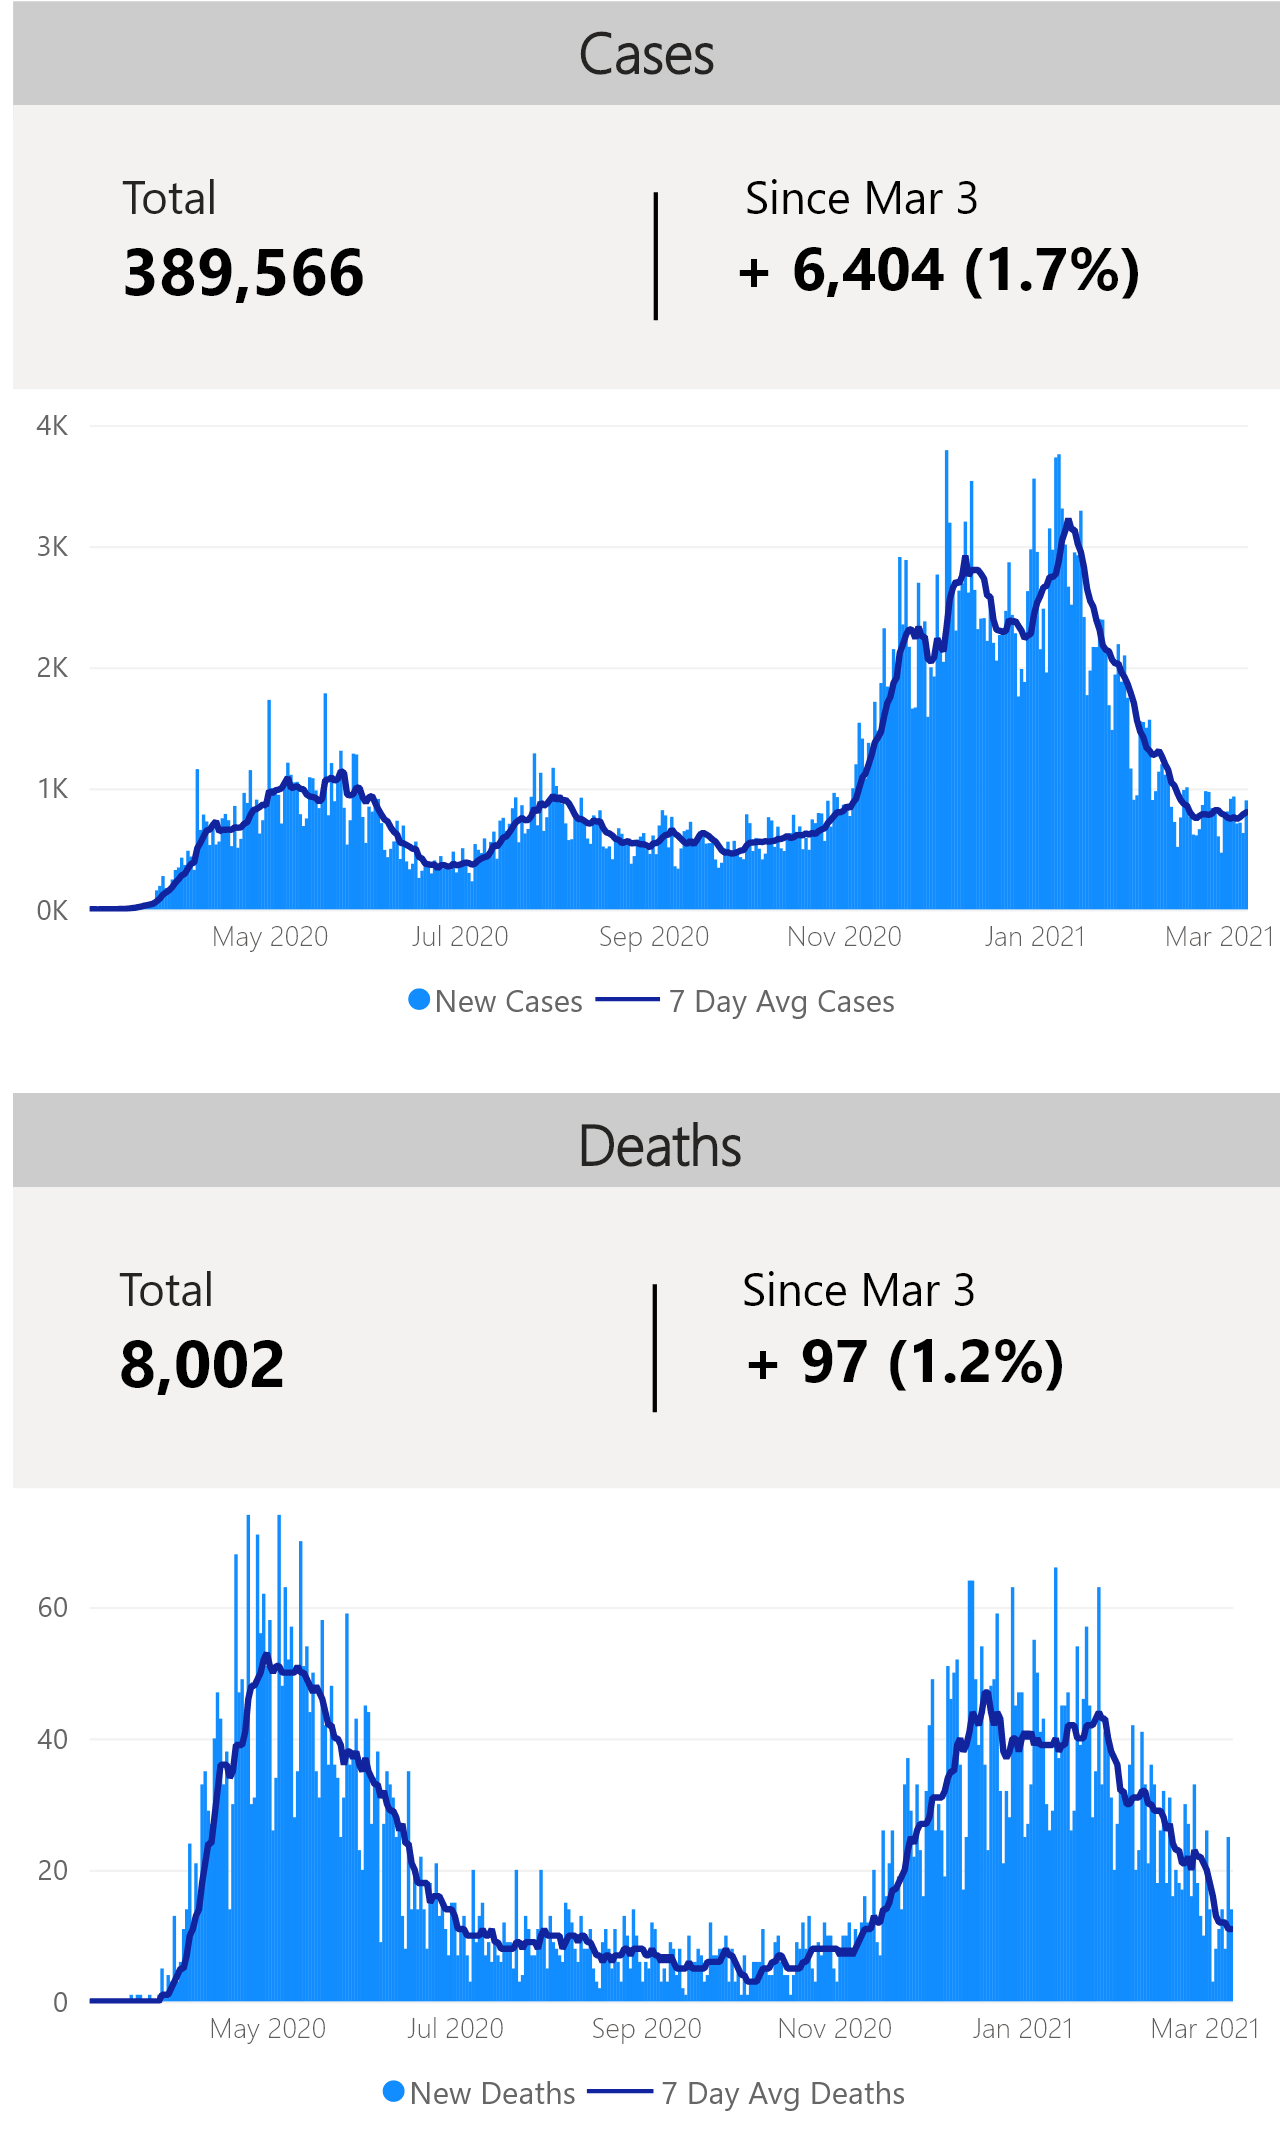 Cases
Total
Since Mar 3
389,566
+ 6,404 (1.7%)
4K
3K
2K
1K
0K
May 2020 Jul 2020 Sep 2020 Nov 2020 Jan 2021 Mar 2021
New Cases 7 Day Avg Cases
Deaths
Total
Since Mar 3
8,002
+ 97 (1.2%)
60
40
20
0
May 2020 Jul 2020 Sep 2020 Nov 2020 Jan 2021 Mar 2021
New Deaths 7 Day Avg Deaths